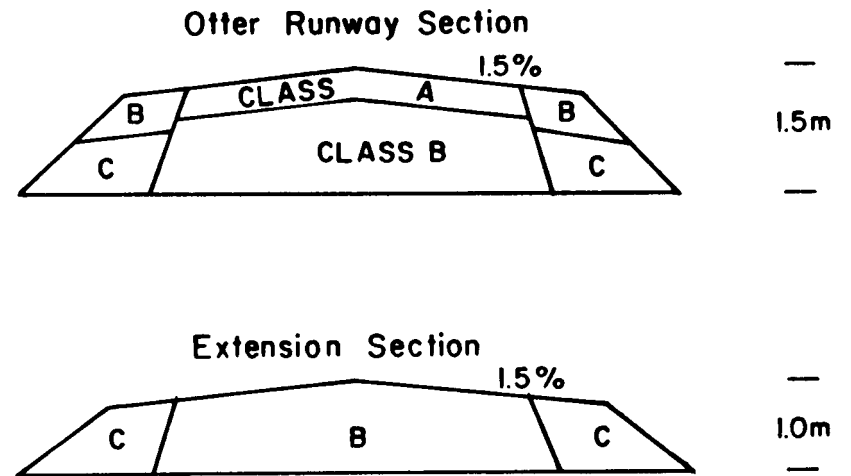 Otter Runway Section
1.5%
CLASS A
B B
1.5m
CLASS B
C C
Extension Section
1.5%
C B C
1.0m